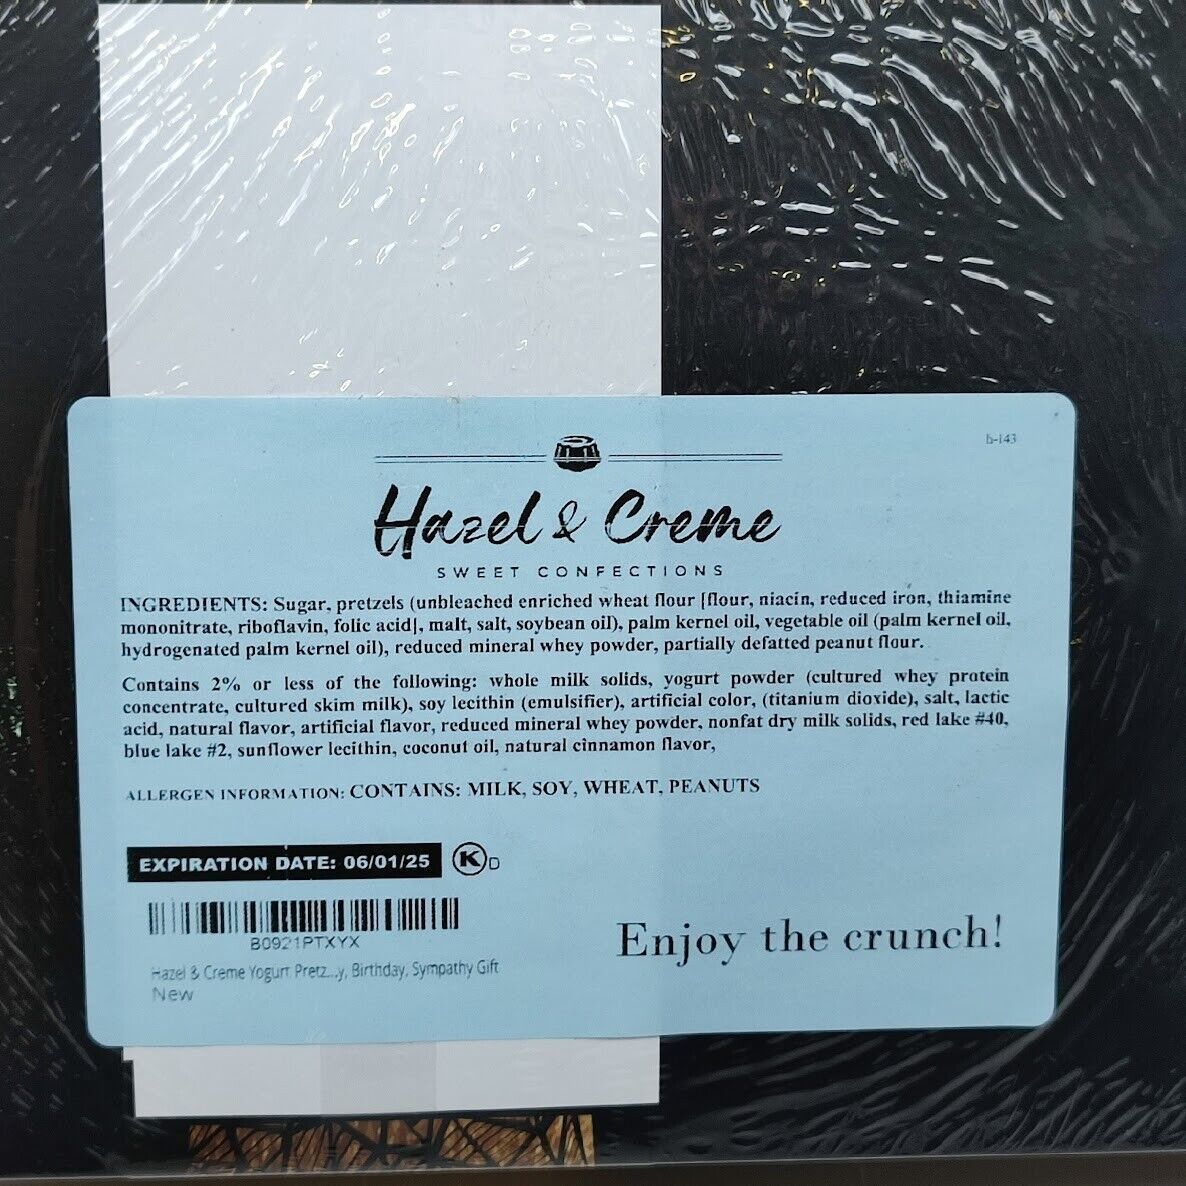 b-143
Hazel & Creme
SWEET CONFECTIONS
INGREDIENTS: Sugar, pretzels (unbleached enriched wheat flour [flour, niacin, reduced iron, thiamine
mononitrate, riboflavin, folic acid], malt, salt, soybean oil), palm kernel oil, vegetable oil (palm kernel oil,
hydrogenated palm kernel oil), reduced mineral whey powder, partially defatted peanut flour.
Contains 2% or less of the following: whole milk solids, yogurt powder (cultured whey protein
concentrate, cultured skim milk), soy lecithin (emulsifier), artificial color, (titanium dioxide), salt, lactic
acid, natural flavor, artificial flavor, reduced mineral whey powder, nonfat dry milk solids, red lake #40,
blue lake #2, sunflower lecithin, coconut oil, natural cinnamon flavor,
ALLERGEN INFORMATION: CONTAINS: MILK, SOY, WHEAT, PEANUTS
EXPIRATION DATE: 06/01/25 K D
B0921PTXYX
Hazel & Creme Yogurt Pretz...y, Birthday, Sympathy Gift
New
Enjoy the crunch!